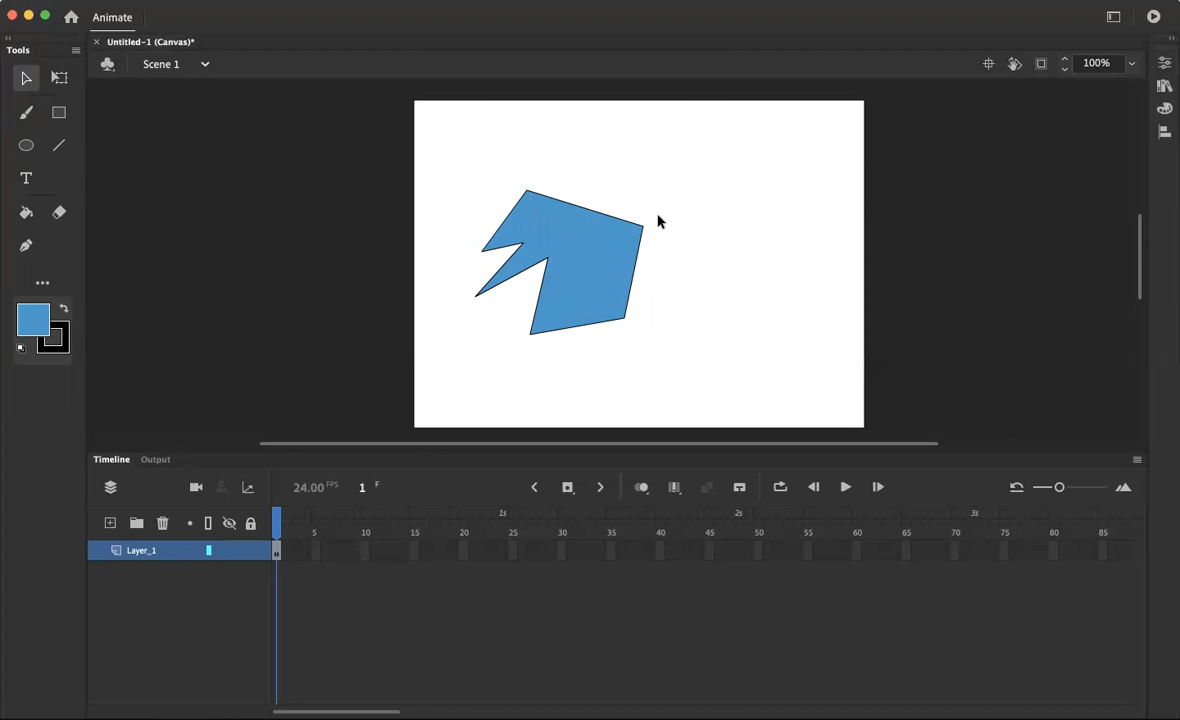 Animate
Untitled-1 (Canvas)*
Tools
Scene 1
100%
T
Timeline
Output
24.00 FPS
1 F
1s
2s
3s
5
10
15
20
25
30
35
40
45
50
55
60
65
70
75
80
85
Layer_1